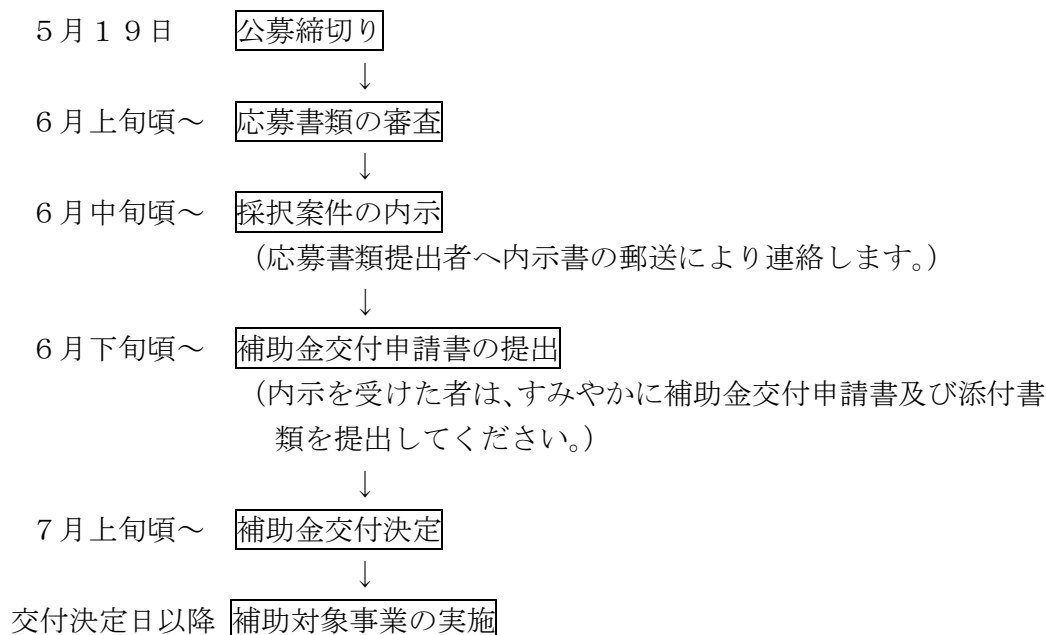 ５月１９日　公募締切り
↓
６月上旬頃～　応募書類の審査
↓
６月中旬頃～　採択案件の内示
（応募書類提出者へ内示書の郵送により連絡します。）
↓
６月下旬頃～　補助金交付申請書の提出
（内示を受けた者は、すみやかに補助金交付申請書及び添付書
類を提出してください。）
↓
７月上旬頃～　補助金交付決定
↓
交付決定日以降　補助対象事業の実施